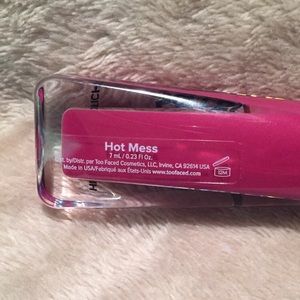 Hot Mess
7 mL / 0.23 Fl Oz.
Dist. by/Distr. par Too Faced Cosmetics, LLC, Irvine, CA 92614 USA
Made in USA/Fabriqué aux États-Unis www.toofaced.com
12M